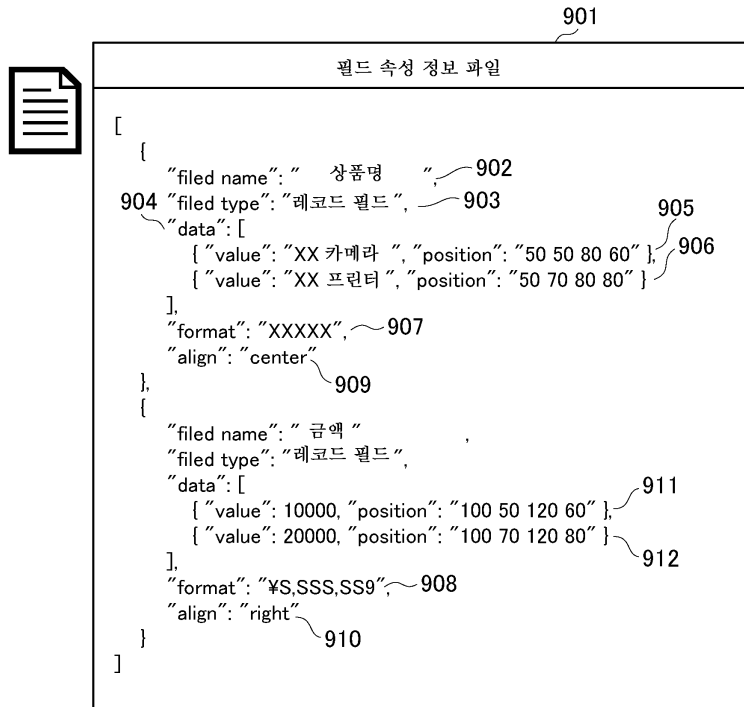 901
필드 속성 정보 파일
[
{
"filed name": " 상품명 ", 902
"filed type": "레코드 필드", 903
904 "data": [
{ "value": "XX 카메라 ", "position": "50 50 80 60" }, 905
{ "value": "XX 프린터 ", "position": "50 70 80 80" } 906
],
"format": "XXXXX", 907
"align": "center" 909
},
{
"filed name": " 금액 " ,
"filed type": "레코드 필드",
"data": [
{ "value": 10000, "position": "100 50 120 60" }, 911
{ "value": 20000, "position": "100 70 120 80" } 912
],
"format": "¥S,SSS,SS9", 908
"align": "right" 910
}
]